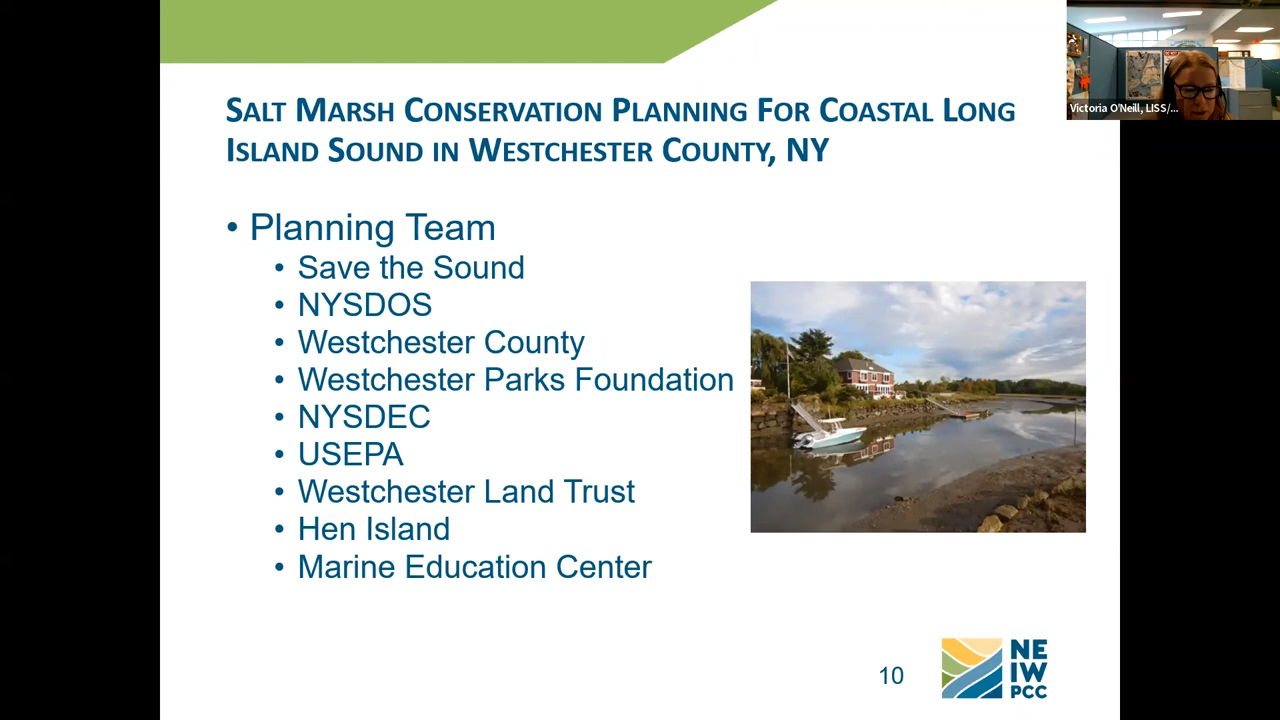 SALT MARSH CONSERVATION PLANNING FOR COASTAL LONG
ISLAND SOUND IN WESTCHESTER COUNTY, NY
• Planning Team
• Save the Sound
• NYSDOS
• Westchester County
• Westchester Parks Foundation
• NYSDEC
• USEPA
• Westchester Land Trust
• Hen Island
• Marine Education Center
10
NE
IW
PCC
Victoria O'Neill, LISS/...